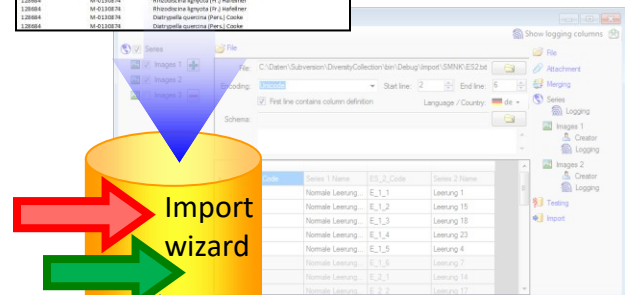 128684 M-0130874 Rhizodiscina lignyota (Fr.) Hafellner
128684 M-0130874 Rhizodiscina lignyota (Fr.) Hafellner
128684 M-0130874 Diatrypella quercina (Pers.) Cooke
128684 M-0130874 Diatrypella quercina (Pers.) Cooke
Show logging columns
Series
Images 1
Images 2
Images 3
File
File: C:\Daten\Subversion\DiversityCollection\bin\Debug\Import\SMNK\ES2.txt
Encoding: Unicode Start line: 2 End line: 6
First line contains column definition Language / Country: de
Schema:
File
Attachment
Merging
Series
Logging
Images 1
Creator
Logging
Images 2
Creator
Logging
Testing
Import
Code Series 1 Name ES_2_Code Series 2 Name
Normale Leerung... E_1_1 Leerung 1
Normale Leerung... E_1_2 Leerung 15
Normale Leerung... E_1_3 Leerung 18
Normale Leerung... E_1_4 Leerung 23
Normale Leerung... E_1_5 Leerung 4
Normale Leerung... E_1_6 Leerung 7
Normale Leerung... E_2_1 Leerung 14
Normale Leerung... E_2_2 Leerung 17
Import
wizard